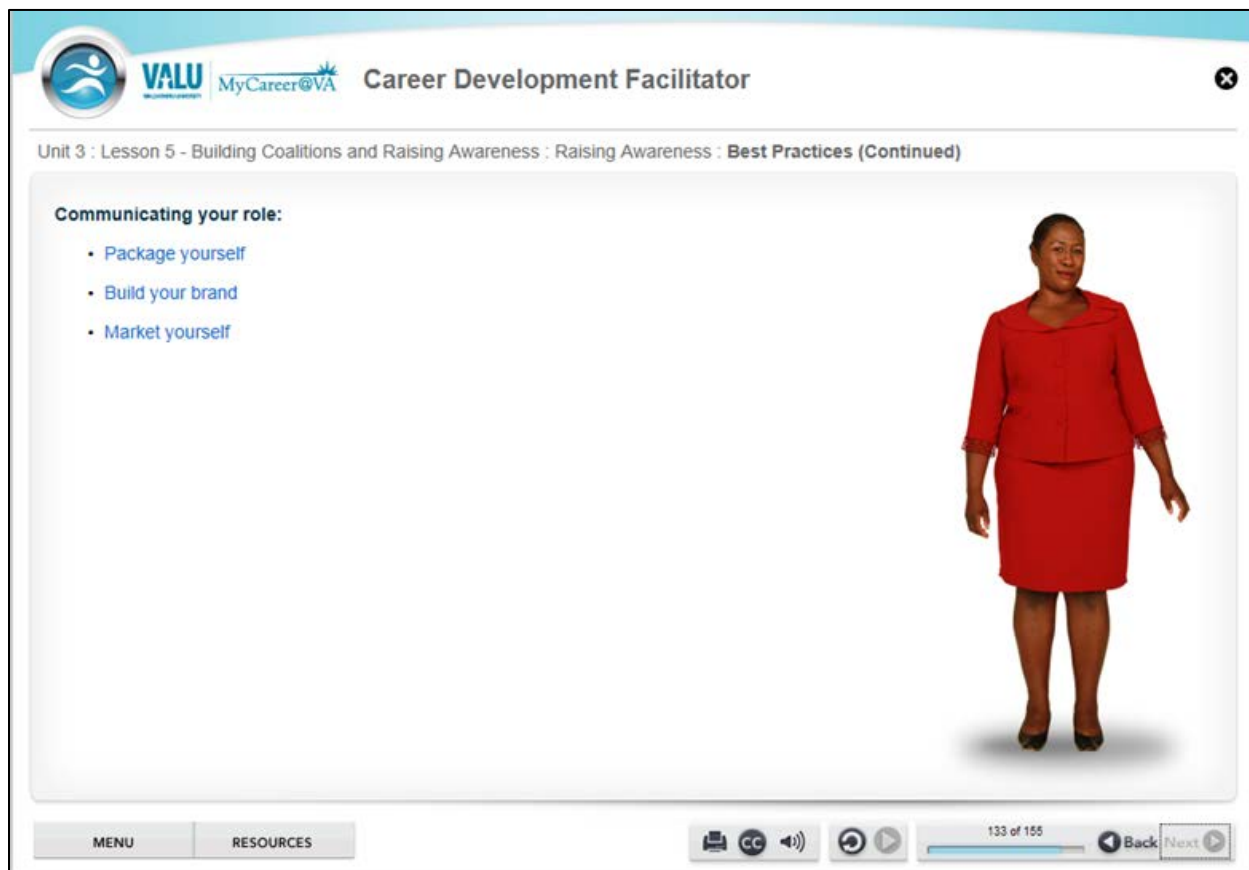 VALU MyCareer@VA Career Development Facilitator
Unit 3 : Lesson 5 - Building Coalitions and Raising Awareness : Raising Awareness : Best Practices (Continued)
Communicating your role:
• Package yourself
• Build your brand
• Market yourself
MENU RESOURCES CC 133 of 155 Back Next